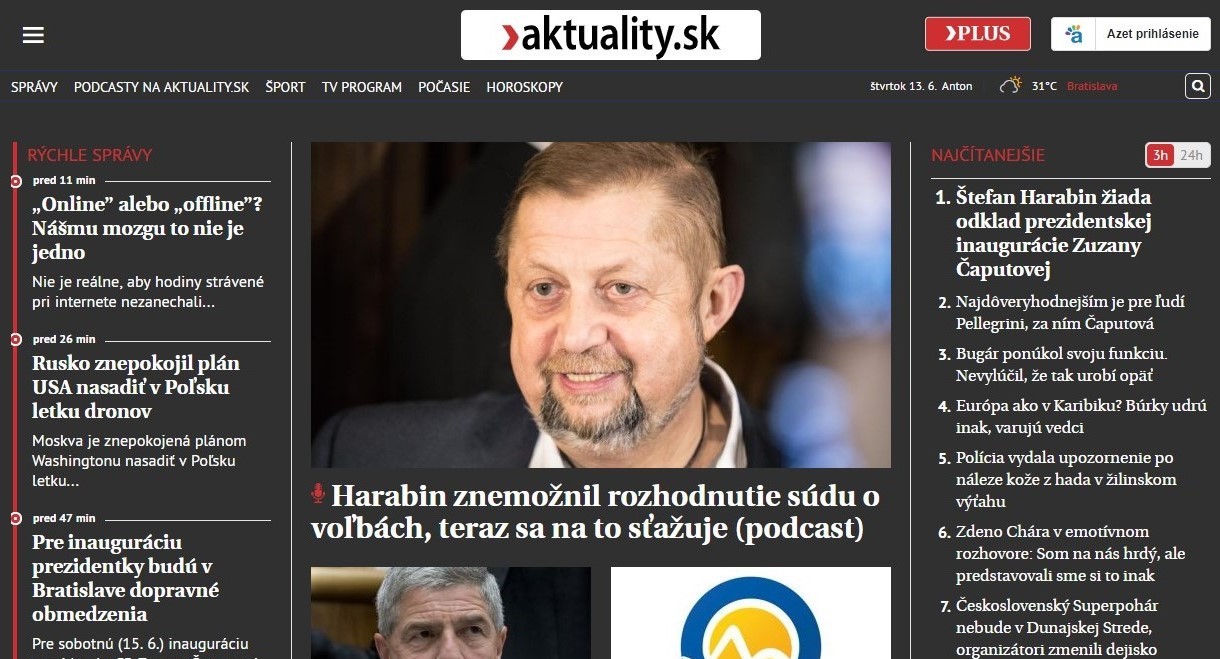 aktuality.sk
PLUS
Azet prihlásenie
SPRÁVY PODCASTY NA AKTUALITY.SK ŠPORT TV PROGRAM POČASIE HOROSKOPY
štvrtok 13. 6. Anton 31°C Bratislava
RÝCHLE SPRÁVY
pred 11 min
„Online” alebo „offline”?
Nášmu mozgu to nie je
jedno
Nie je reálne, aby hodiny strávené
pri internete nezanechali...
pred 26 min
Rusko znepokojil plán
USA nasadiť v Poľsku
letku dronov
Moskva je znepokojená plánom
Washingtonu nasadiť v Poľsku
letku...
pred 47 min
Pre inauguráciu
prezidentky budú v
Bratislave dopravné
obmedzenia
Pre sobotnú (15. 6.) inauguráciu
Harabin znemožnil rozhodnutie súdu o
voľbách, teraz sa na to sťažuje (podcast)
NAJČÍTANEJŠIE
3h 24h
1. Štefan Harabin žiada
odklad prezidentskej
inaugurácie Zuzany
Čaputovej
2. Najdôveryhodnejším je pre ľudí
Pellegrini, za ním Čaputová
3. Bugár ponúkol svoju funkciu.
Nevylúčil, že tak urobí opäť
4. Európa ako v Karibiku? Búrky udrú
inak, varujú vedci
5. Polícia vydala upozornenie po
náleze kože z hada v žilinskom
výťahu
6. Zdeno Chára v emotívnom
rozhovore: Som na nás hrdý, ale
predstavovali sme si to inak
7. Československý Superpohár
nebude v Dunajskej Strede,
organizátori zmenili dejisko